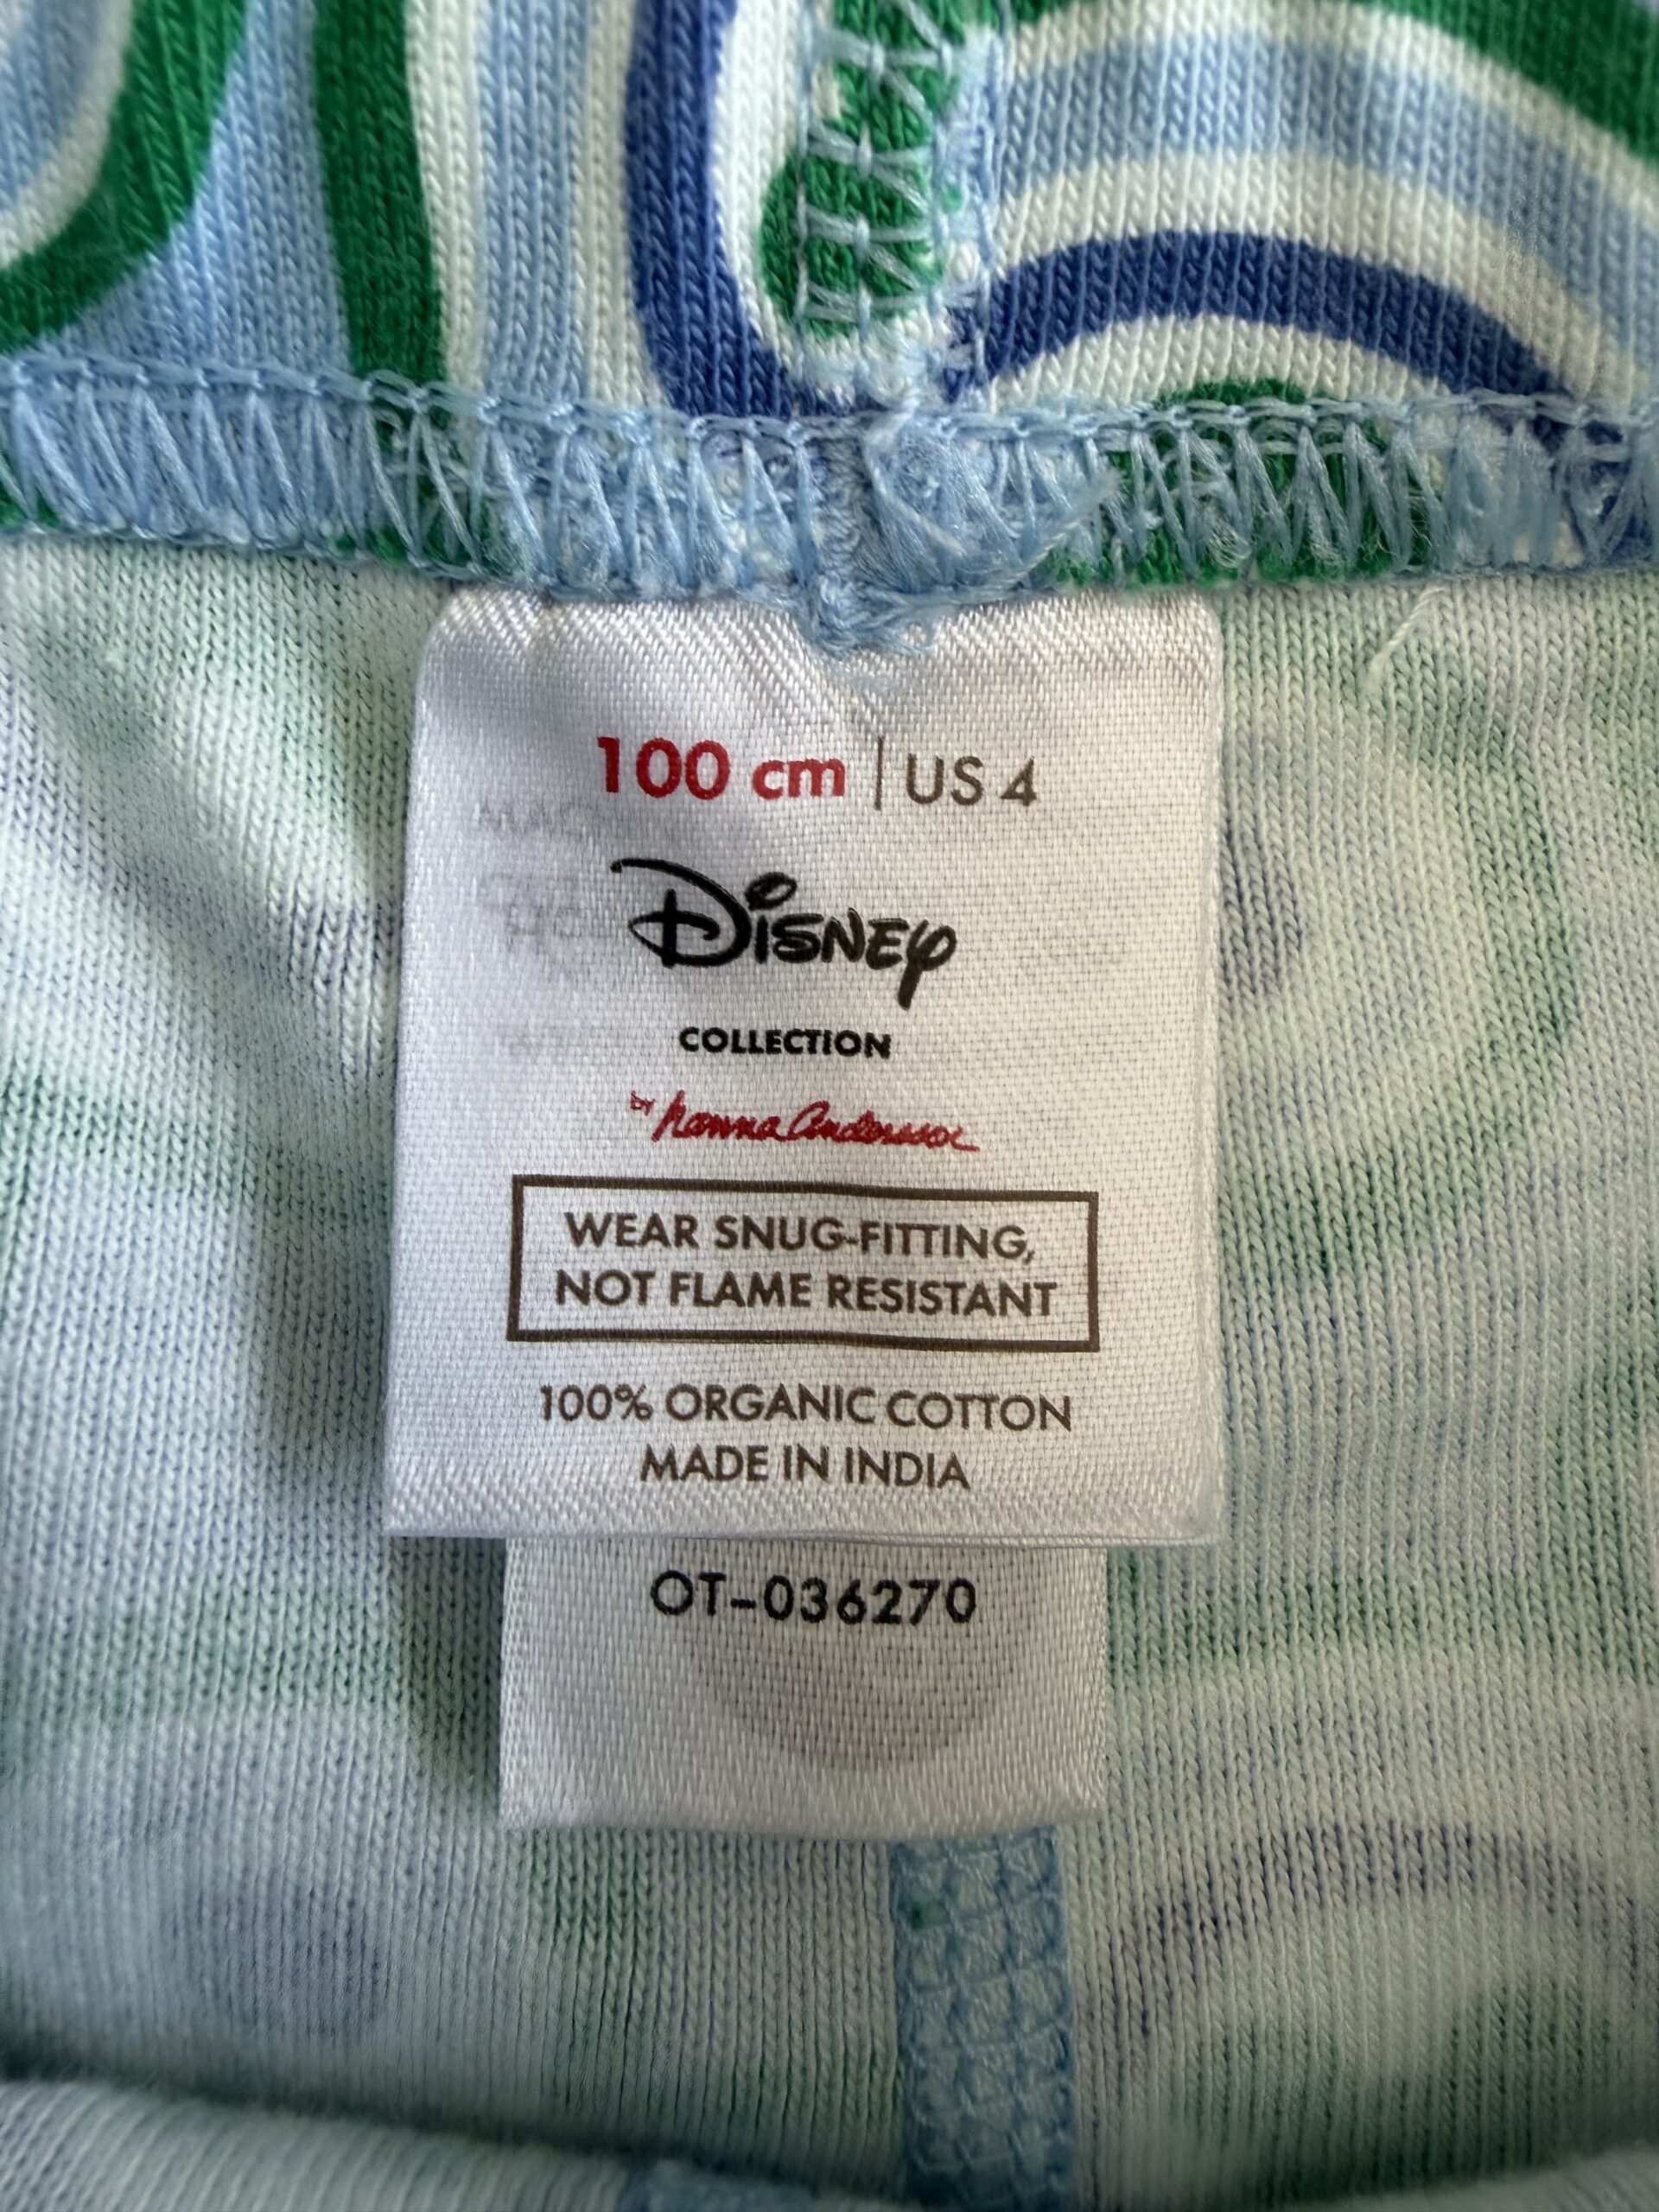 100 cm | US 4
Disney
COLLECTION
by Hanna Andersson
WEAR SNUG-FITTING,
NOT FLAME RESISTANT
100% ORGANIC COTTON
MADE IN INDIA
OT-036270